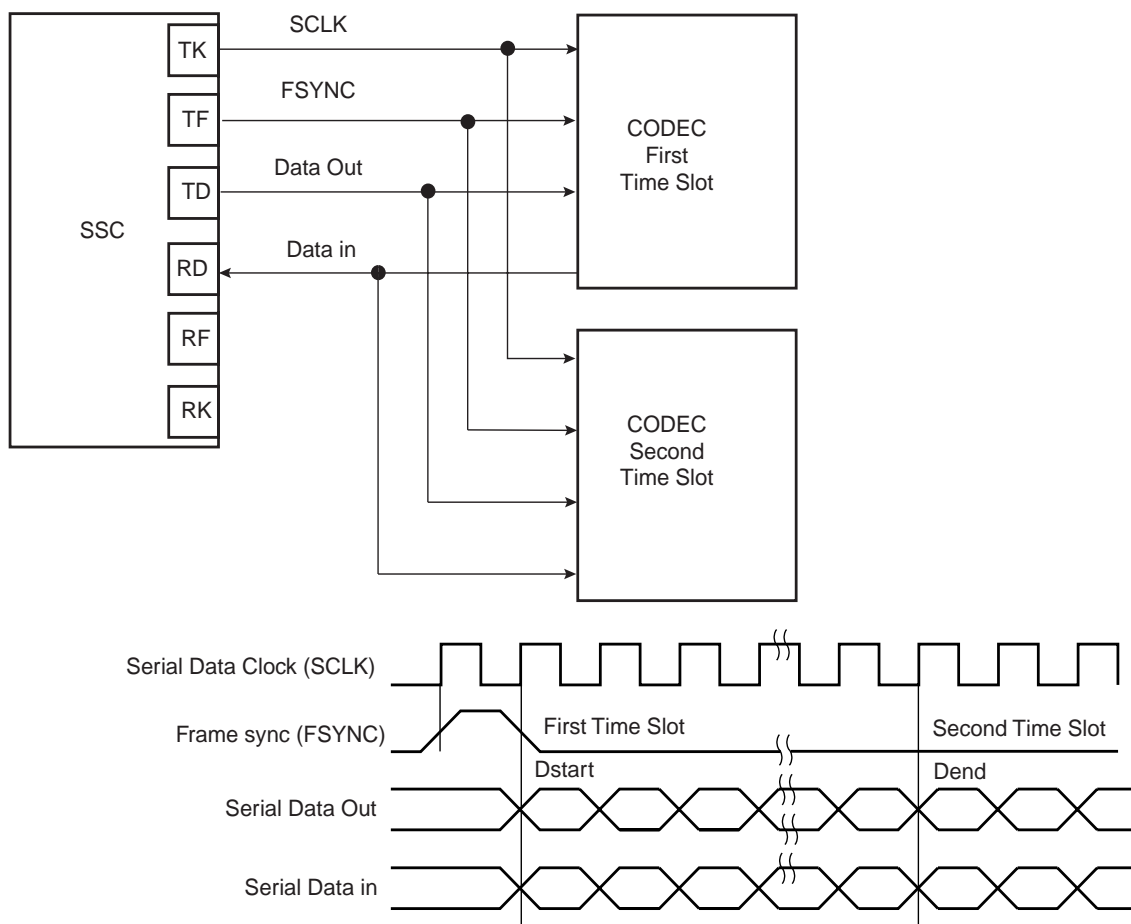 SSC
TK
TF
TD
RD
RF
RK
SCLK
FSYNC
Data Out
Data in
CODEC
First
Time Slot
CODEC
Second
Time Slot
Serial Data Clock (SCLK)
Frame sync (FSYNC)
First Time Slot
Second Time Slot
Dstart
Dend
Serial Data Out
Serial Data in